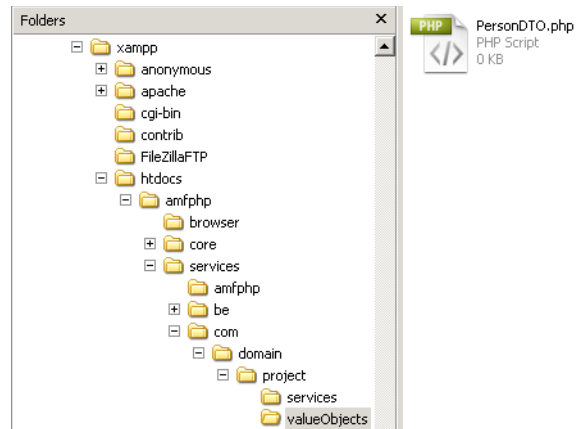 Folders
xampp
anonymous
apache
cgi-bin
contrib
FileZillaFTP
htdocs
amfphp
browser
core
services
amfphp
be
com
domain
project
services
valueObjects
PHP
PersonDTO.php
PHP Script
0 KB